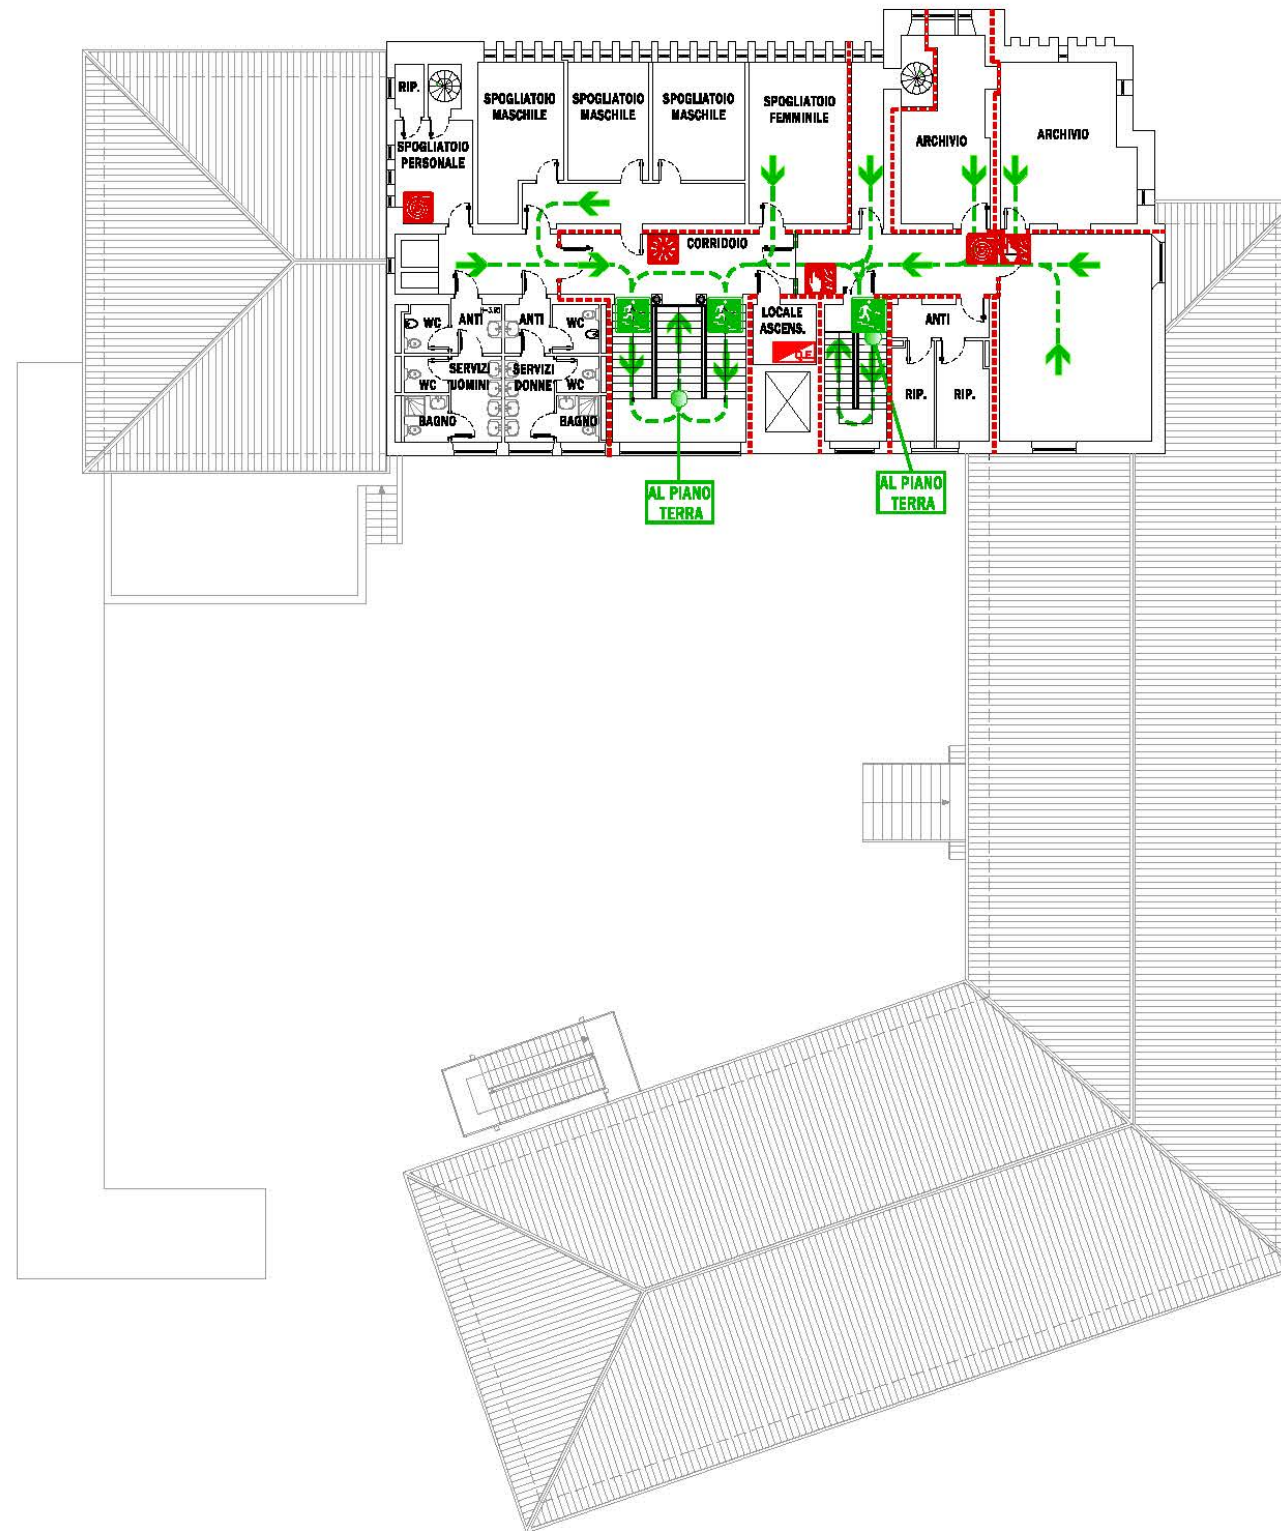 RIP.
SPOGLIATOIO
PERSONALE
SPOGLIATOIO
MASCHILE
SPOGLIATOIO
MASCHILE
SPOGLIATOIO
MASCHILE
SPOGLIATOIO
FEMMINILE
ARCHIVIO
ARCHIVIO
CORRIDOIO
WC
ANTI
ANTI
WC
WC
SERVIZI
UOMINI
SERVIZI
DONNE
WC
BAGNO
BAGNO
LOCALE
ASCENS.
Q.E.
ANTI
RIP.
RIP.
AL PIANO
TERRA
AL PIANO
TERRA